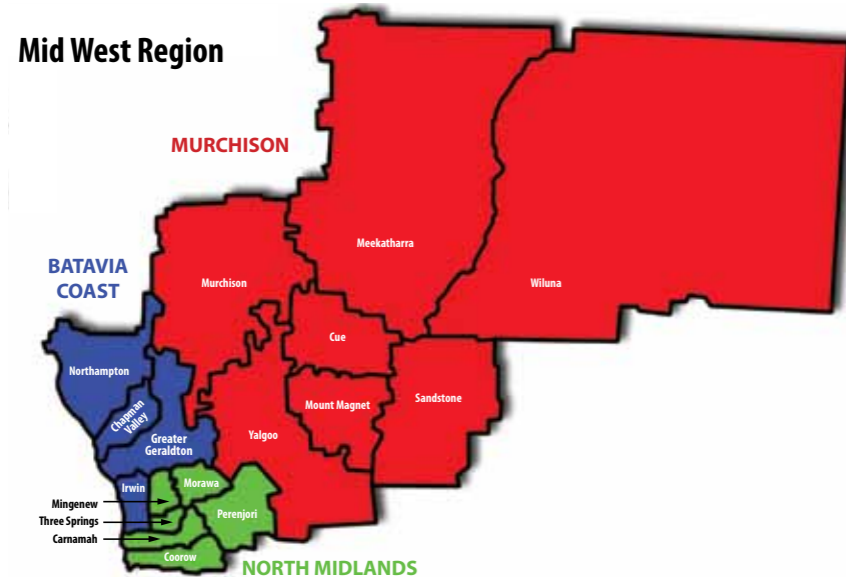 Mid West Region
MURCHISON
Meekatharra
BATAVIA
COAST
Murchison
Wiluna
Cue
Northampton
Chapman
Valley
Mount Magnet
Sandstone
Greater
Geraldton
Yalgoo
Irwin
Morawa
Mingenew
Perenjori
Three Springs
Carnamah
Coorow
NORTH MIDLANDS